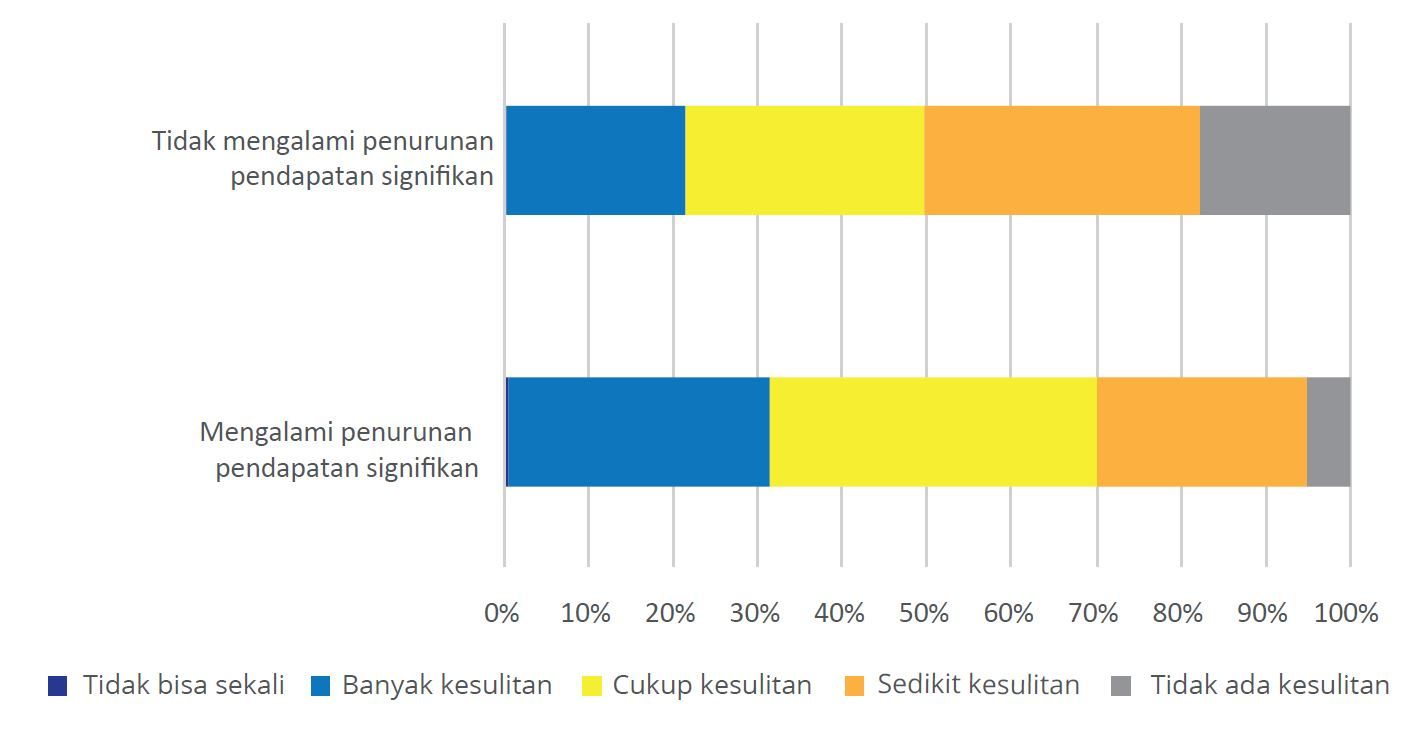 Tidak mengalami penurunan
pendapatan signifikan
Mengalami penurunan
pendapatan signifikan
0% 10% 20% 30% 40% 50% 60% 70% 80% 90% 100%
Tidak bisa sekali Banyak kesulitan Cukup kesulitan Sedikit kesulitan Tidak ada kesulitan